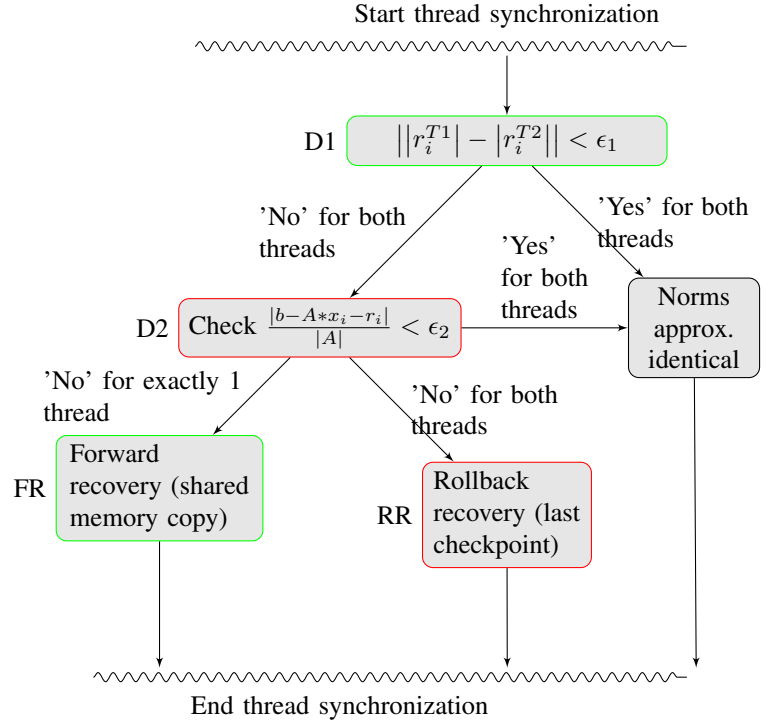 Start thread synchronization
D1
||r_i^{T1}| − |r_i^{T2}|| < ϵ_1
'No' for both
threads
'Yes' for both
threads
'Yes'
for both
threads
D2
Check |b−A∗x_i−r_i| / |A| < ϵ_2
Norms
approx.
identical
'No' for exactly 1
thread
'No' for both
threads
FR
Forward
recovery (shared
memory copy)
RR
Rollback
recovery (last
checkpoint)
End thread synchronization